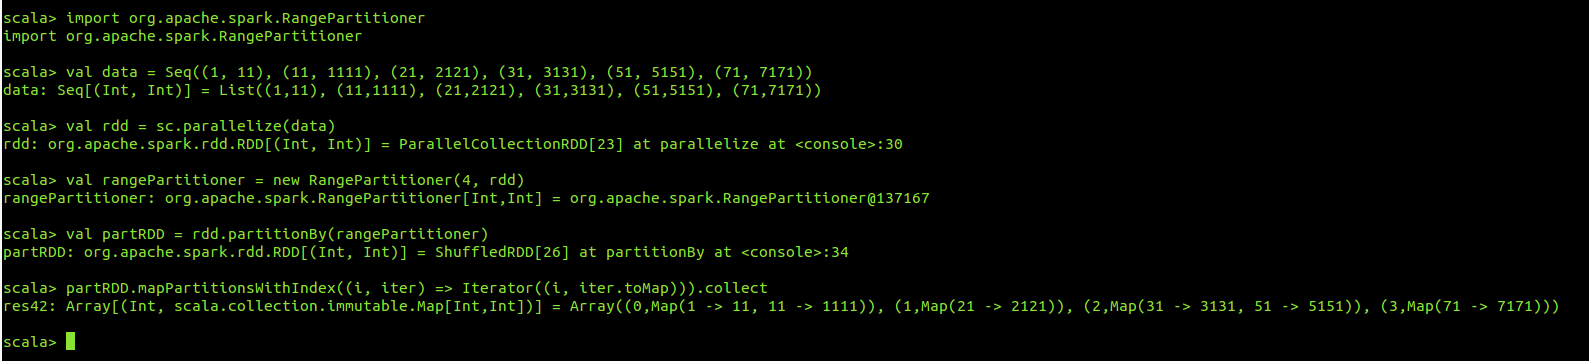 scala> import org.apache.spark.RangePartitioner
import org.apache.spark.RangePartitioner
scala> val data = Seq((1, 11), (11, 1111), (21, 2121), (31, 3131), (51, 5151), (71, 7171))
data: Seq[(Int, Int)] = List((1,11), (11,1111), (21,2121), (31,3131), (51,5151), (71,7171))
scala> val rdd = sc.parallelize(data)
rdd: org.apache.spark.rdd.RDD[(Int, Int)] = ParallelCollectionRDD[23] at parallelize at <console>:30
scala> val rangePartitioner = new RangePartitioner(4, rdd)
rangePartitioner: org.apache.spark.RangePartitioner[Int,Int] = org.apache.spark.RangePartitioner@137167
scala> val partRDD = rdd.partitionBy(rangePartitioner)
partRDD: org.apache.spark.rdd.RDD[(Int, Int)] = ShuffledRDD[26] at partitionBy at <console>:34
scala> partRDD.mapPartitionsWithIndex((i, iter) => Iterator((i, iter.toMap))).collect
res42: Array[(Int, scala.collection.immutable.Map[Int,Int])] = Array((0,Map(1 -> 11, 11 -> 1111)), (1,Map(21 -> 2121)), (2,Map(31 -> 3131, 51 -> 5151)), (3,Map(71 -> 7171)))
scala>